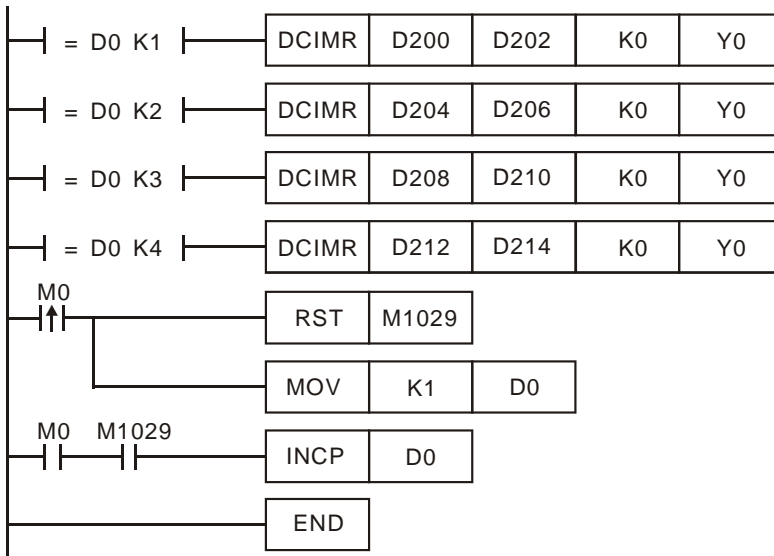 = D0 K1 DCIMR D200 D202 K0 Y0
= D0 K2 DCIMR D204 D206 K0 Y0
= D0 K3 DCIMR D208 D210 K0 Y0
= D0 K4 DCIMR D212 D214 K0 Y0
M0
RST M1029
MOV K1 D0
M0 M1029
INCP D0
END